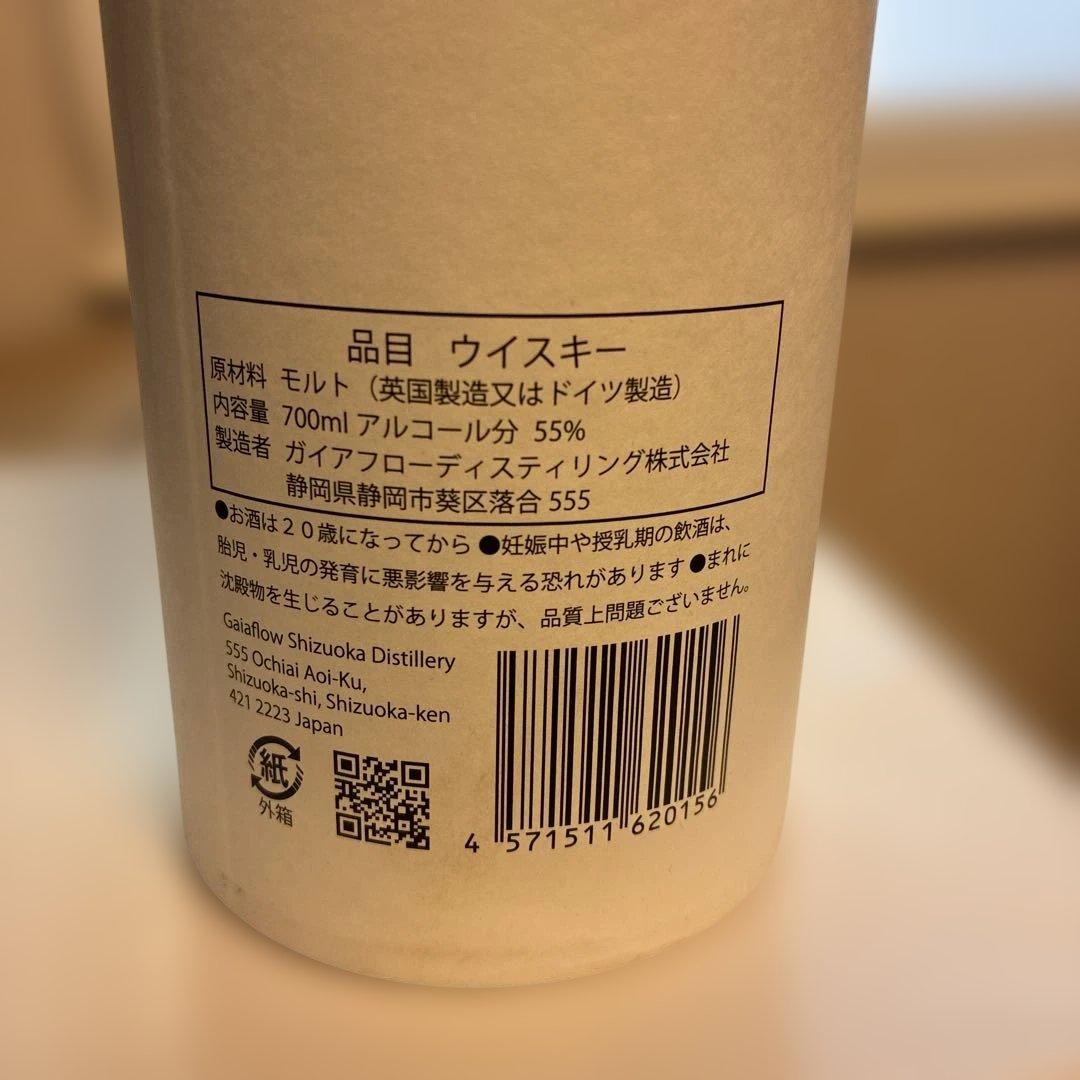 品目 ウイスキー
原材料 モルト（英国製造又はドイツ製造）
内容量 700ml アルコール分 55%
製造者 ガイアフローディスティリング株式会社
静岡県静岡市葵区落合 555
●お酒は２０歳になってから ●妊娠中や授乳期の飲酒は、
胎児・乳児の発育に悪影響を与える恐れがあります ●まれに
沈殿物を生じることがありますが、品質上問題ございません。
Gaiaflow Shizuoka Distillery
555 Ochiai Aoi-Ku,
Shizuoka-shi, Shizuoka-ken
421 2223 Japan
紙
外箱
4 571511 620156